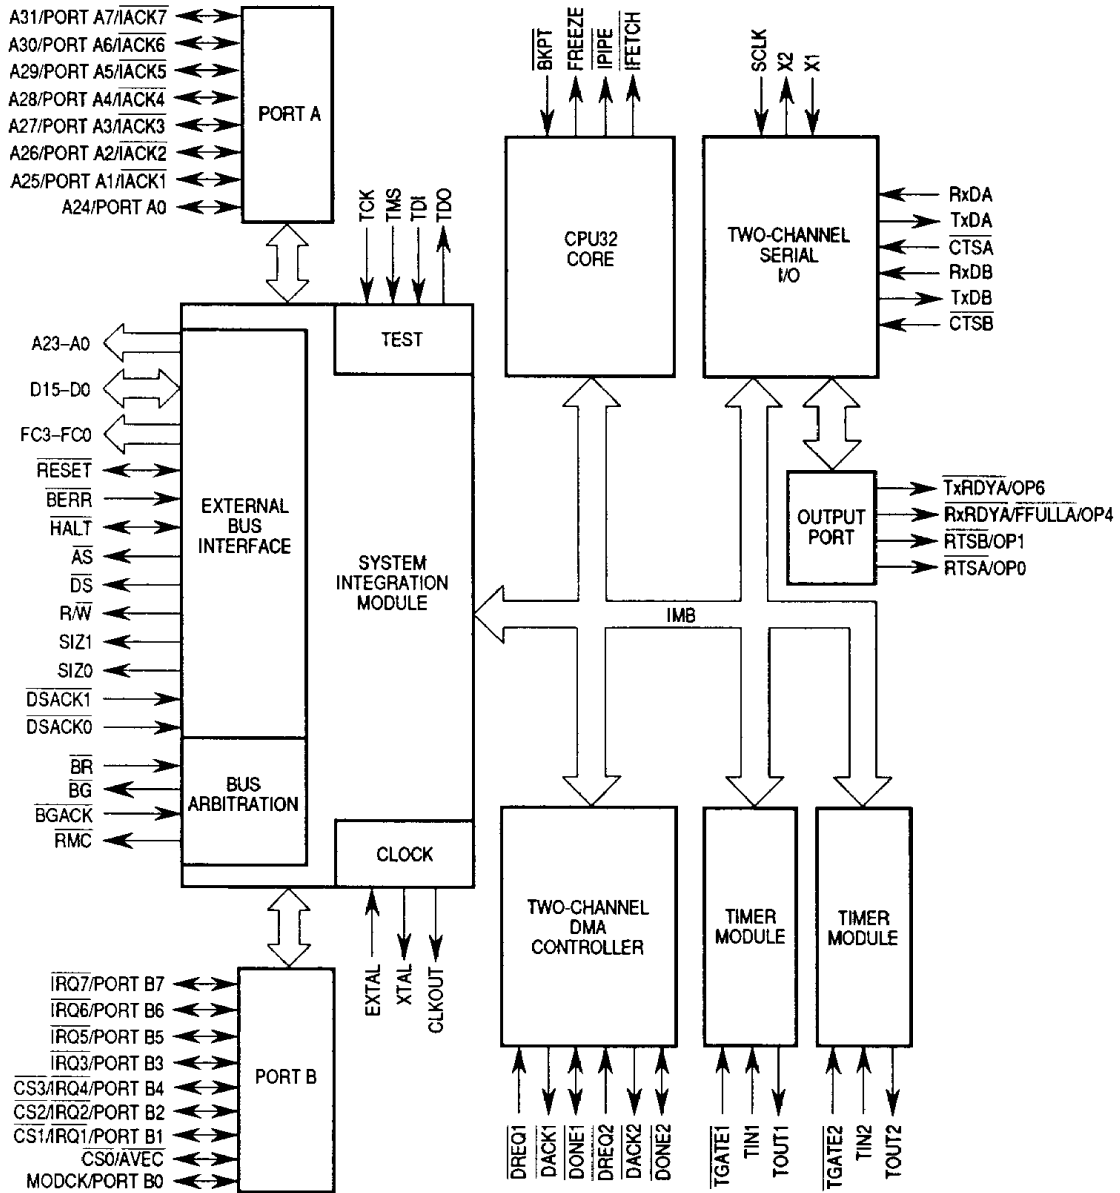 A31/PORT A7/IACK7
A30/PORT A6/IACK6
A29/PORT A5/IACK5
A28/PORT A4/IACK4
A27/PORT A3/IACK3
A26/PORT A2/IACK2
A25/PORT A1/IACK1
A24/PORT A0
PORT A
TCK
TMS
TDI
TDO
TEST
A23–A0
D15–D0
FC3–FC0
RESET
BERR
HALT
AS
DS
R/W
SIZ1
SIZ0
DSACK1
DSACK0
BR
BG
BGACK
RMC
EXTERNAL
BUS
INTERFACE
BUS
ARBITRATION
SYSTEM
INTEGRATION
MODULE
CLOCK
EXTAL
XTAL
CLKOUT
IRQ7/PORT B7
IRQ6/PORT B6
IRQ5/PORT B5
IRQ3/PORT B3
CS3/IRQ4/PORT B4
CS2/IRQ2/PORT B2
CS1/IRQ1/PORT B1
CS0/AVEC
MODCK/PORT B0
PORT B
BKPT
FREEZE
IPIPE
IFETCH
CPU32
CORE
SCLK
X2
X1
TWO-CHANNEL
SERIAL
I/O
RxDA
TxDA
CTSA
RxDB
TxDB
CTSB
OUTPUT
PORT
TxRDYA/OP6
RxRDYA/FFULLA/OP4
RTSB/OP1
RTSA/OP0
IMB
TWO-CHANNEL
DMA
CONTROLLER
DREQ1
DACK1
DONE1
DREQ2
DACK2
DONE2
TIMER
MODULE
TGATE1
TIN1
TOUT1
TIMER
MODULE
TGATE2
TIN2
TOUT2